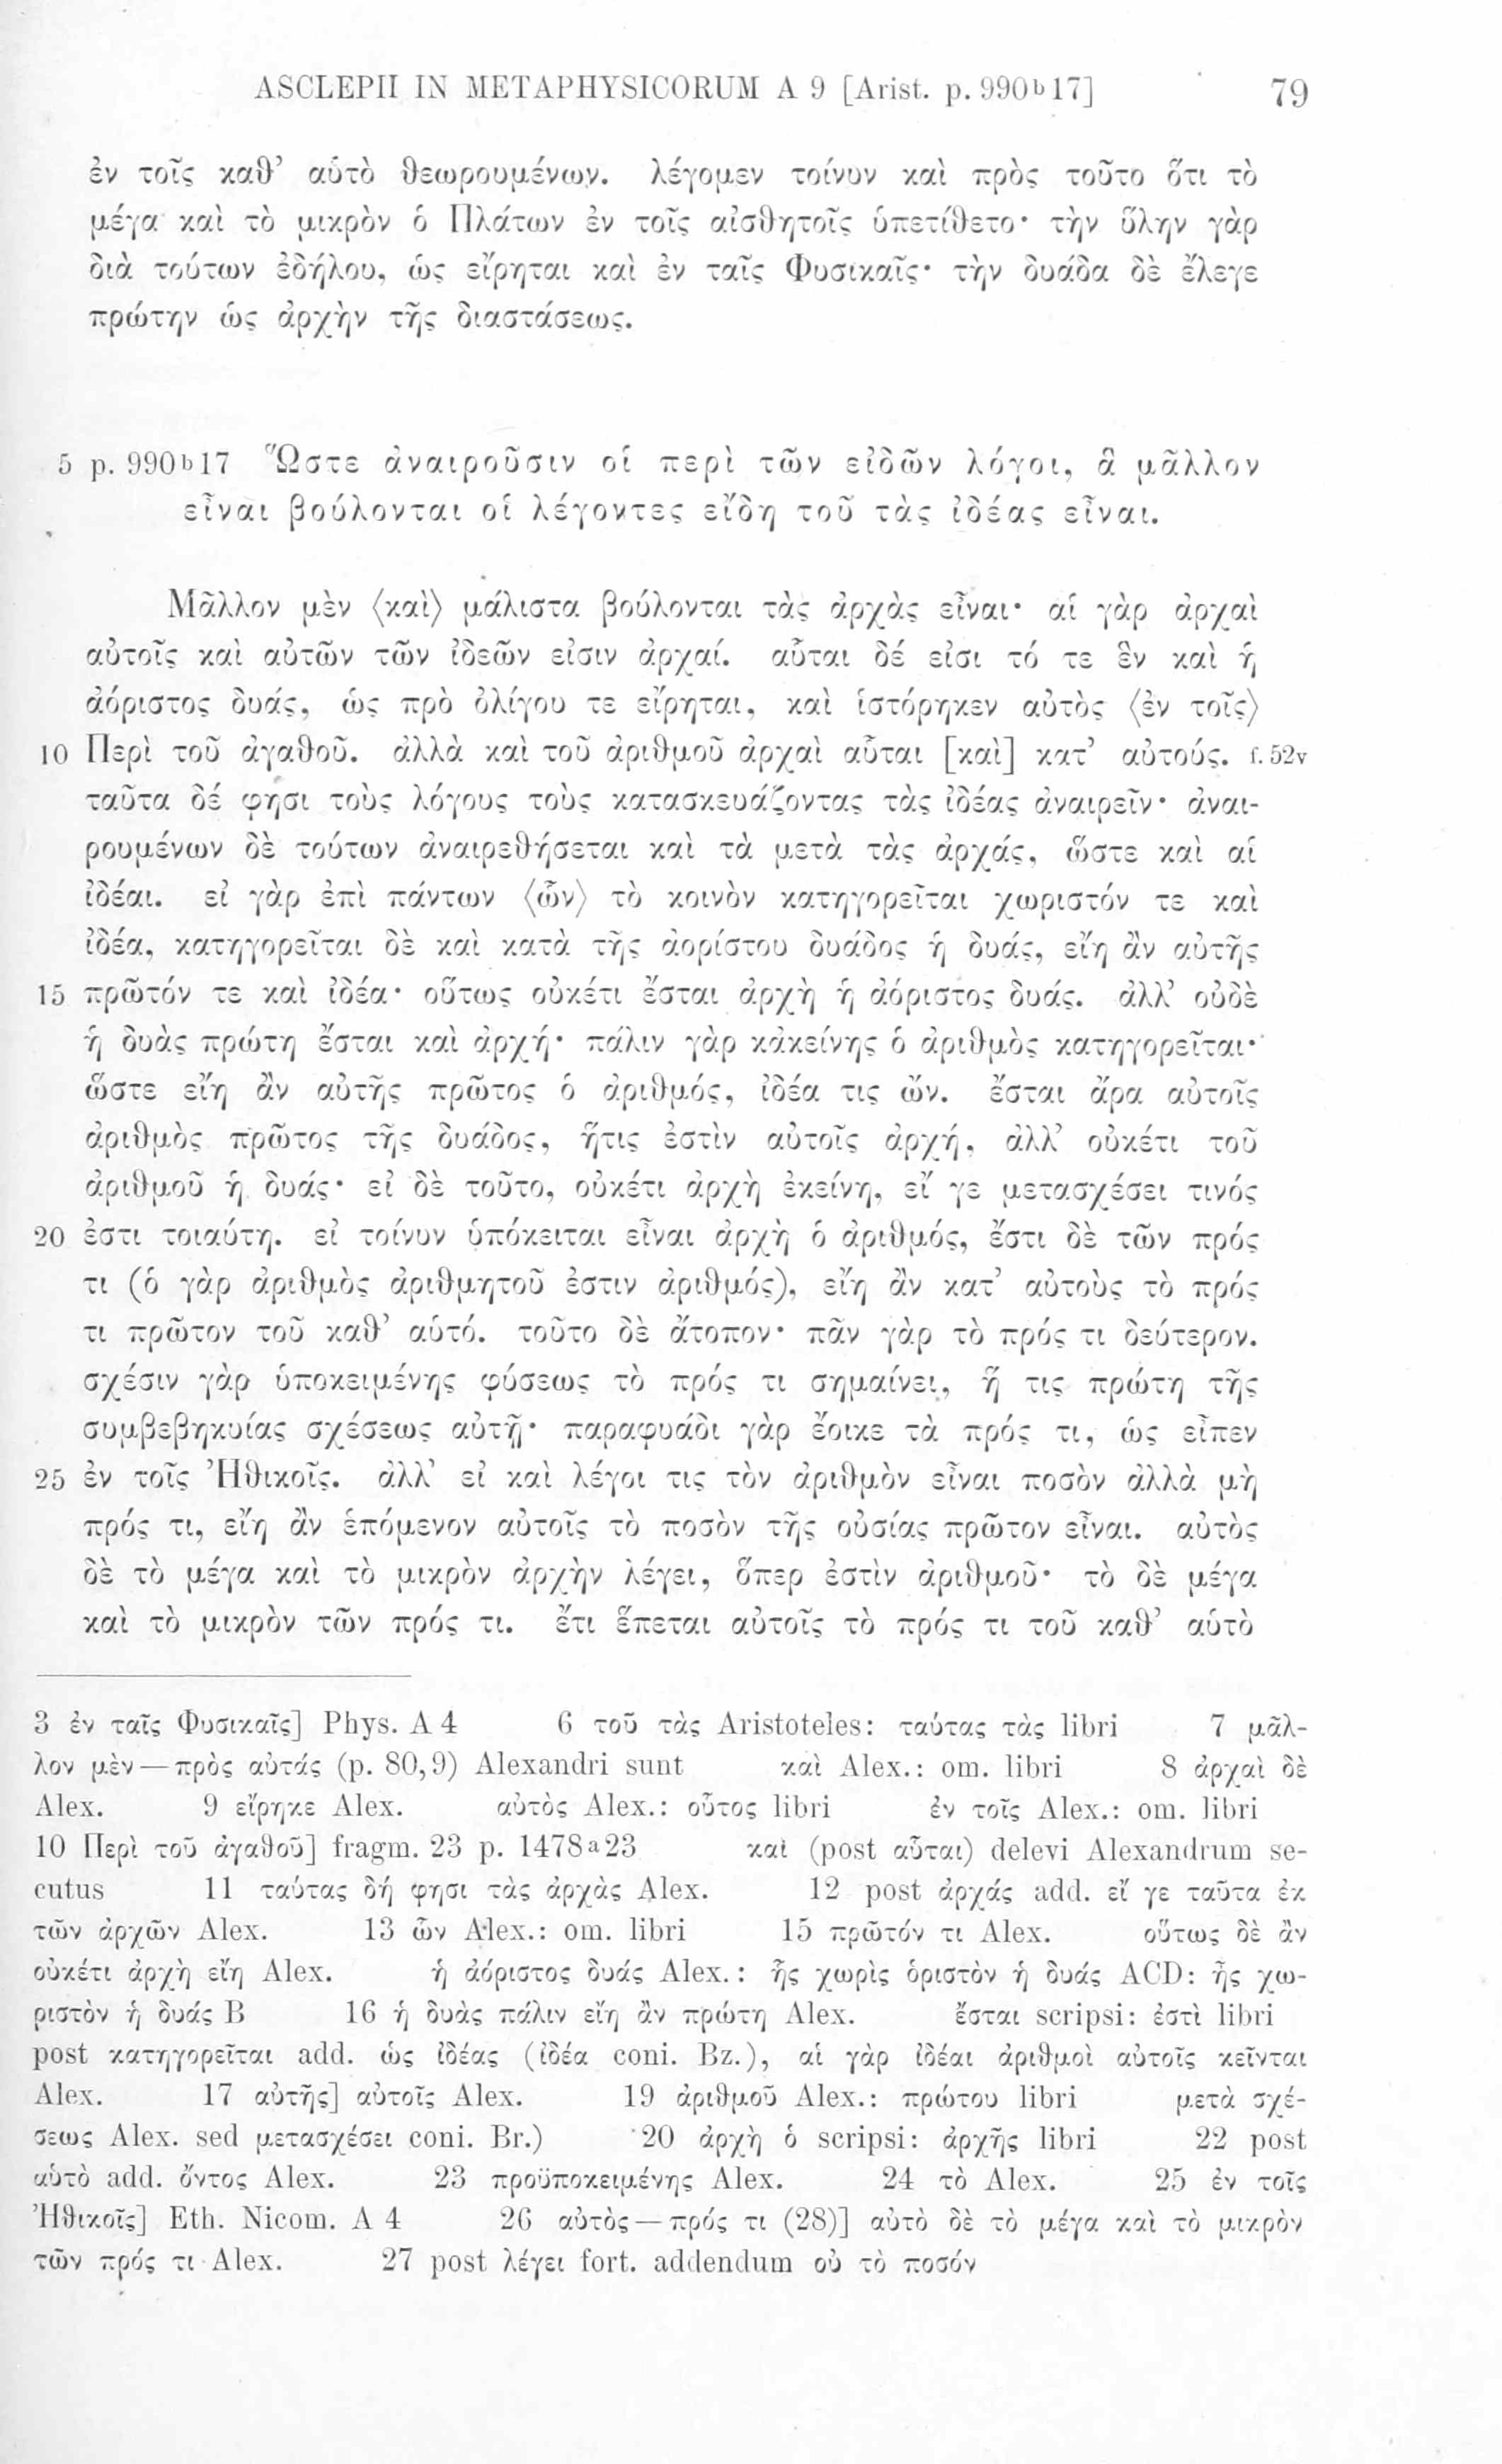 ASCLEPII IN METAPHYSICORUM A 9 [Arist. p. 990b17] 79
ἐν τοῖς καθ’ αὑτὸ θεωρουμένων. λέγομεν τοίνυν καὶ πρὸς τοῦτο ὅτι τὸ
μέγα καὶ τὸ μικρὸν ὁ Πλάτων ἐν τοῖς αἰσθητοῖς ὑπετίθετο· τὴν ὕλην γὰρ
διὰ τούτων ἐδήλου, ὡς εἴρηται καὶ ἐν ταῖς Φυσικαῖς· τὴν δυάδα δὲ ἔλεγε
πρώτην ὡς ἀρχὴν τῆς διαστάσεως.
5 p. 990b17 Ὥστε ἀναιροῦσιν οἱ περὶ τῶν εἰδῶν λόγοι, ἃ μᾶλλον
εἶναι βούλονται οἱ λέγοντες εἴδη τοῦ τὰς ἰδέας εἶναι.
Μᾶλλον μὲν ⟨καὶ⟩ μάλιστα βούλονται τὰς ἀρχὰς εἶναι· αἱ γὰρ ἀρχαὶ
αὐτοῖς καὶ αὐτῶν τῶν ἰδεῶν εἰσιν ἀρχαί. αὗται δέ εἰσι τό τε ἓν καὶ ἡ
ἀόριστος δυάς, ὡς πρὸ ὀλίγου τε εἴρηται, καὶ ἱστόρηκεν αὐτὸς ⟨ἐν τοῖς⟩
10 Περὶ τοῦ ἀγαθοῦ. ἀλλὰ καὶ τοῦ ἀριθμοῦ ἀρχαὶ αὗται [καὶ] κατ’ αὐτούς. f. 52v
ταῦτα δέ φησι τοὺς λόγους τοὺς κατασκευάζοντας τὰς ἰδέας ἀναιρεῖν· ἀναι-
ρουμένων δὲ τούτων ἀναιρεθήσεται καὶ τὰ μετὰ τὰς ἀρχάς, ὥστε καὶ αἱ
ἰδέαι. εἰ γὰρ ἐπὶ πάντων ⟨ὧν⟩ τὸ κοινὸν κατηγορεῖται χωριστόν τε καὶ
ἰδέα, κατηγορεῖται δὲ καὶ κατὰ τῆς ἀορίστου δυάδος ἡ δυάς, εἴη ἂν αὐτῆς
15 πρῶτόν τε καὶ ἰδέα· οὕτως οὐκέτι ἔσται ἀρχὴ ἡ ἀόριστος δυάς. ἀλλ’ οὐδὲ
ἡ δυὰς πρώτη ἔσται καὶ ἀρχή· πάλιν γὰρ κἀκείνης ὁ ἀριθμὸς κατηγορεῖται·
ὥστε εἴη ἂν αὐτῆς πρῶτος ὁ ἀριθμός, ἰδέα τις ὤν. ἔσται ἄρα αὐτοῖς
ἀριθμὸς πρῶτος τῆς δυάδος, ἥτις ἐστὶν αὐτοῖς ἀρχή, ἀλλ’ οὐκέτι τοῦ
ἀριθμοῦ ἡ δυάς· εἰ δὲ τοῦτο, οὐκέτι ἀρχὴ ἐκείνη, εἴ γε μετασχέσει τινός
20 ἐστι τοιαύτη. εἰ τοίνυν ὑπόκειται εἶναι ἀρχὴ ὁ ἀριθμός, ἔστι δὲ τῶν πρός
τι (ὁ γὰρ ἀριθμὸς ἀριθμητοῦ ἐστιν ἀριθμός), εἴη ἂν κατ’ αὐτοὺς τὸ πρός
τι πρῶτον τοῦ καθ’ αὑτό. τοῦτο δὲ ἄτοπον· πᾶν γὰρ τὸ πρός τι δεύτερον.
σχέσιν γὰρ ὑποκειμένης φύσεως τὸ πρός τι σημαίνει, ἥ τις πρώτη τῆς
συμβεβηκυίας σχέσεως αὐτῇ· παραφυάδι γὰρ ἔοικε τὰ πρός τι, ὡς εἶπεν
25 ἐν τοῖς Ἠθικοῖς. ἀλλ’ εἰ καὶ λέγοι τις τὸν ἀριθμὸν εἶναι ποσὸν ἀλλὰ μὴ
πρός τι, εἴη ἂν ἑπόμενον αὐτοῖς τὸ ποσὸν τῆς οὐσίας πρῶτον εἶναι. αὐτὸς
δὲ τὸ μέγα καὶ τὸ μικρὸν ἀρχὴν λέγει, ὅπερ ἐστὶν ἀριθμοῦ· τὸ δὲ μέγα
καὶ τὸ μικρὸν τῶν πρός τι. ἔτι ἕπεται αὐτοῖς τὸ πρός τι τοῦ καθ’ αὑτὸ
3 ἐν ταῖς Φυσικαῖς] Phys. A 4 6 τοῦ τὰς Aristoteles: ταύτας τὰς libri 7 μᾶλ-
λον μὲν—πρὸς αὐτάς (p. 80,9) Alexandri sunt καὶ Alex.: om. libri 8 ἀρχαὶ δὲ
Alex. 9 εἴρηκε Alex. αὐτὸς Alex.: οὗτος libri ἐν τοῖς Alex.: om. libri
10 Περὶ τοῦ ἀγαθοῦ] fragm. 23 p. 1478a23 καὶ (post αὗται) delevi Alexandrum se-
cutus 11 ταύτας δή φησι τὰς ἀρχὰς Alex. 12 post ἀρχάς add. εἴ γε ταῦτα ἐκ
τῶν ἀρχῶν Alex. 13 ὧν Alex.: om. libri 15 πρῶτόν τι Alex. οὕτως δὲ ἂν
οὐκέτι ἀρχὴ εἴη Alex. ἡ ἀόριστος δυάς Alex.: ἧς χωρὶς ὁριστὸν ἡ δυάς ACD: ἧς χω-
ριστὸν ἡ δυάς B 16 ἡ δυὰς πάλιν εἴη ἂν πρώτη Alex. ἔσται scripsi: ἐστὶ libri
post κατηγορεῖται add. ὡς ἰδέας (ἰδέα coni. Bz.), αἱ γὰρ ἰδέαι ἀριθμοὶ αὐτοῖς κεῖνται
Alex. 17 αὐτῆς] αὐτοῖς Alex. 19 ἀριθμοῦ Alex.: πρώτου libri μετὰ σχέ-
σεως Alex. sed μετασχέσει coni. Br.) 20 ἀρχὴ ὁ scripsi: ἀρχῆς libri 22 post
αὑτὸ add. ὄντος Alex. 23 προϋποκειμένης Alex. 24 τὸ Alex. 25 ἐν τοῖς
Ἠθικοῖς] Eth. Nicom. A 4 26 αὐτὸς—πρός τι (28)] αὐτὸ δὲ τὸ μέγα καὶ τὸ μικρὸν
τῶν πρός τι Alex. 27 post λέγει fort. addendum οὐ τὸ ποσόν